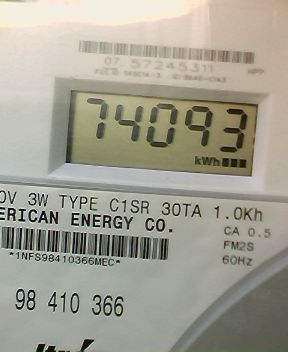 07 57245311
HPP
74093
kWh
0V 3W TYPE C1SR 30TA 1.0Kh
ERICAN ENERGY CO.
CA 0.5
FM2S
*1NFS98410366MEC*
60Hz
98 410 366